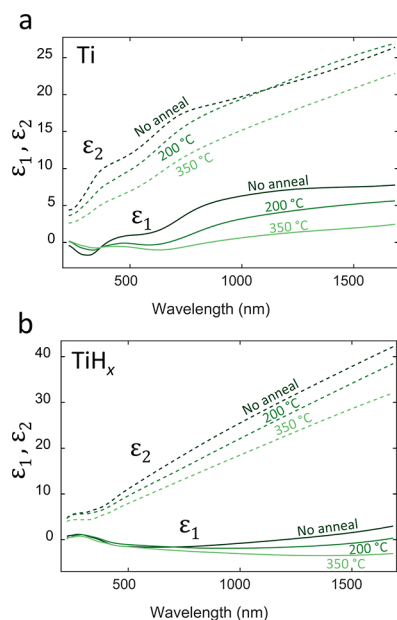 a
Ti
25
20
15
10
5
0
ε1 , ε2
No anneal
ε2
200 °C
350 °C
No anneal
ε1
200 °C
350 °C
500
1000
1500
Wavelength (nm)
b
TiHx
40
30
20
10
0
ε1 , ε2
No anneal
200 °C
350 °C
ε2
ε1
No anneal
200 °C
350 °C
500
1000
1500
Wavelength (nm)